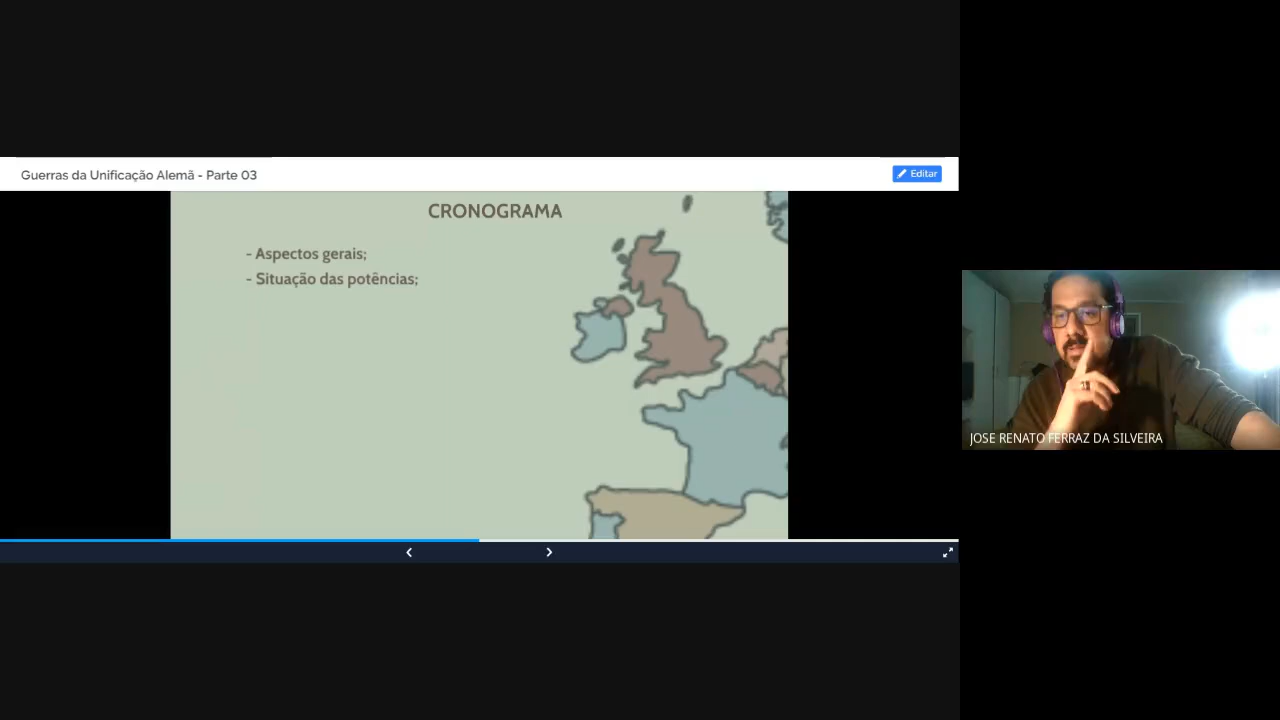 Guerras da Unificação Alemã - Parte 03
Editar
CRONOGRAMA
- Aspectos gerais;
- Situação das potências;
JOSE RENATO FERRAZ DA SILVEIRA